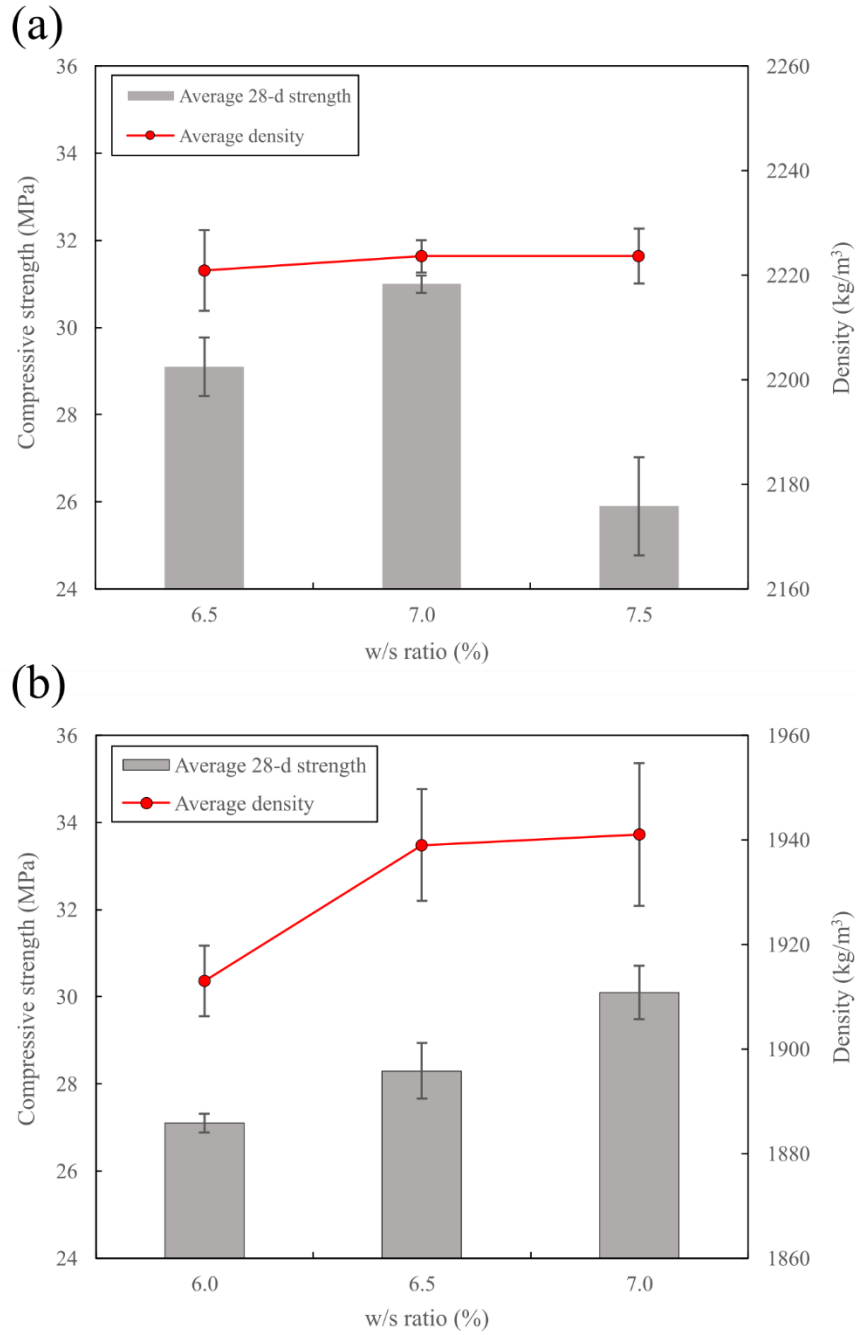 (a)
Average 28-d strength
Average density
Compressive strength (MPa)
36
34
32
30
28
26
24
2260
2240
2220
2200
2180
2160
Density (kg/m³)
6.5 7.0 7.5
w/s ratio (%)
(b)
Average 28-d strength
Average density
Compressive strength (MPa)
36
34
32
30
28
26
24
1960
1940
1920
1900
1880
1860
Density (kg/m³)
6.0 6.5 7.0
w/s ratio (%)